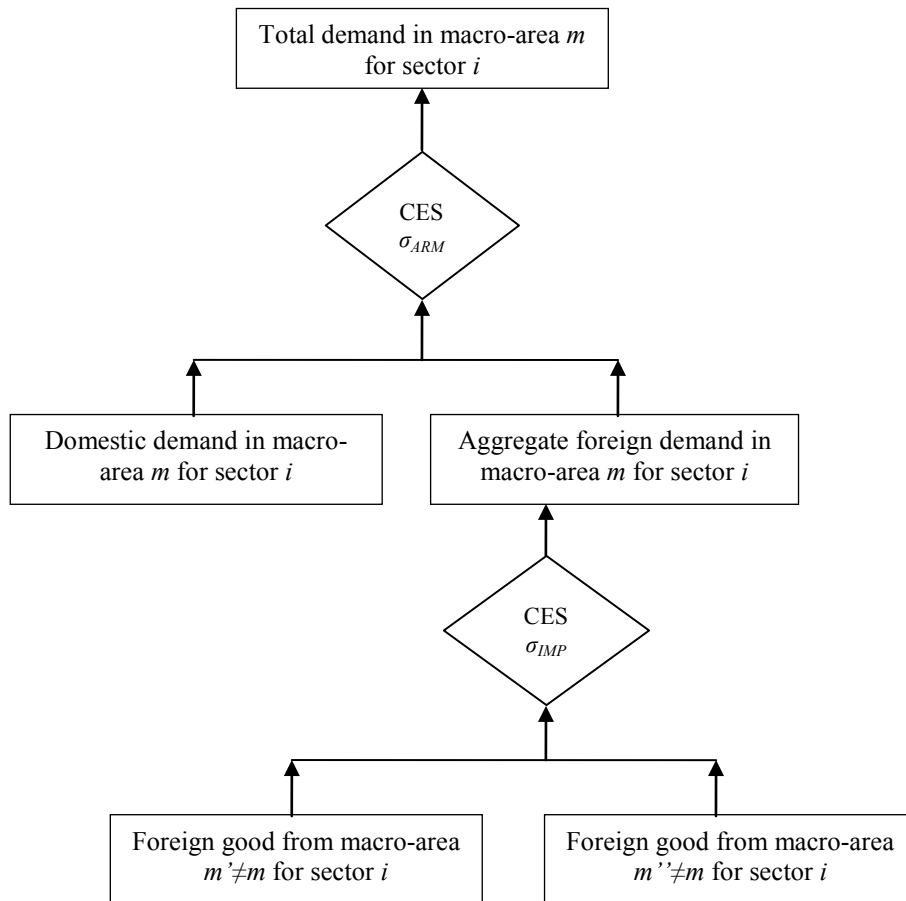 Total demand in macro-area m
for sector i
CES
σARM
Domestic demand in macro-
area m for sector i
Aggregate foreign demand in
macro-area m for sector i
CES
σIMP
Foreign good from macro-area
m’≠m for sector i
Foreign good from macro-area
m’’≠m for sector i